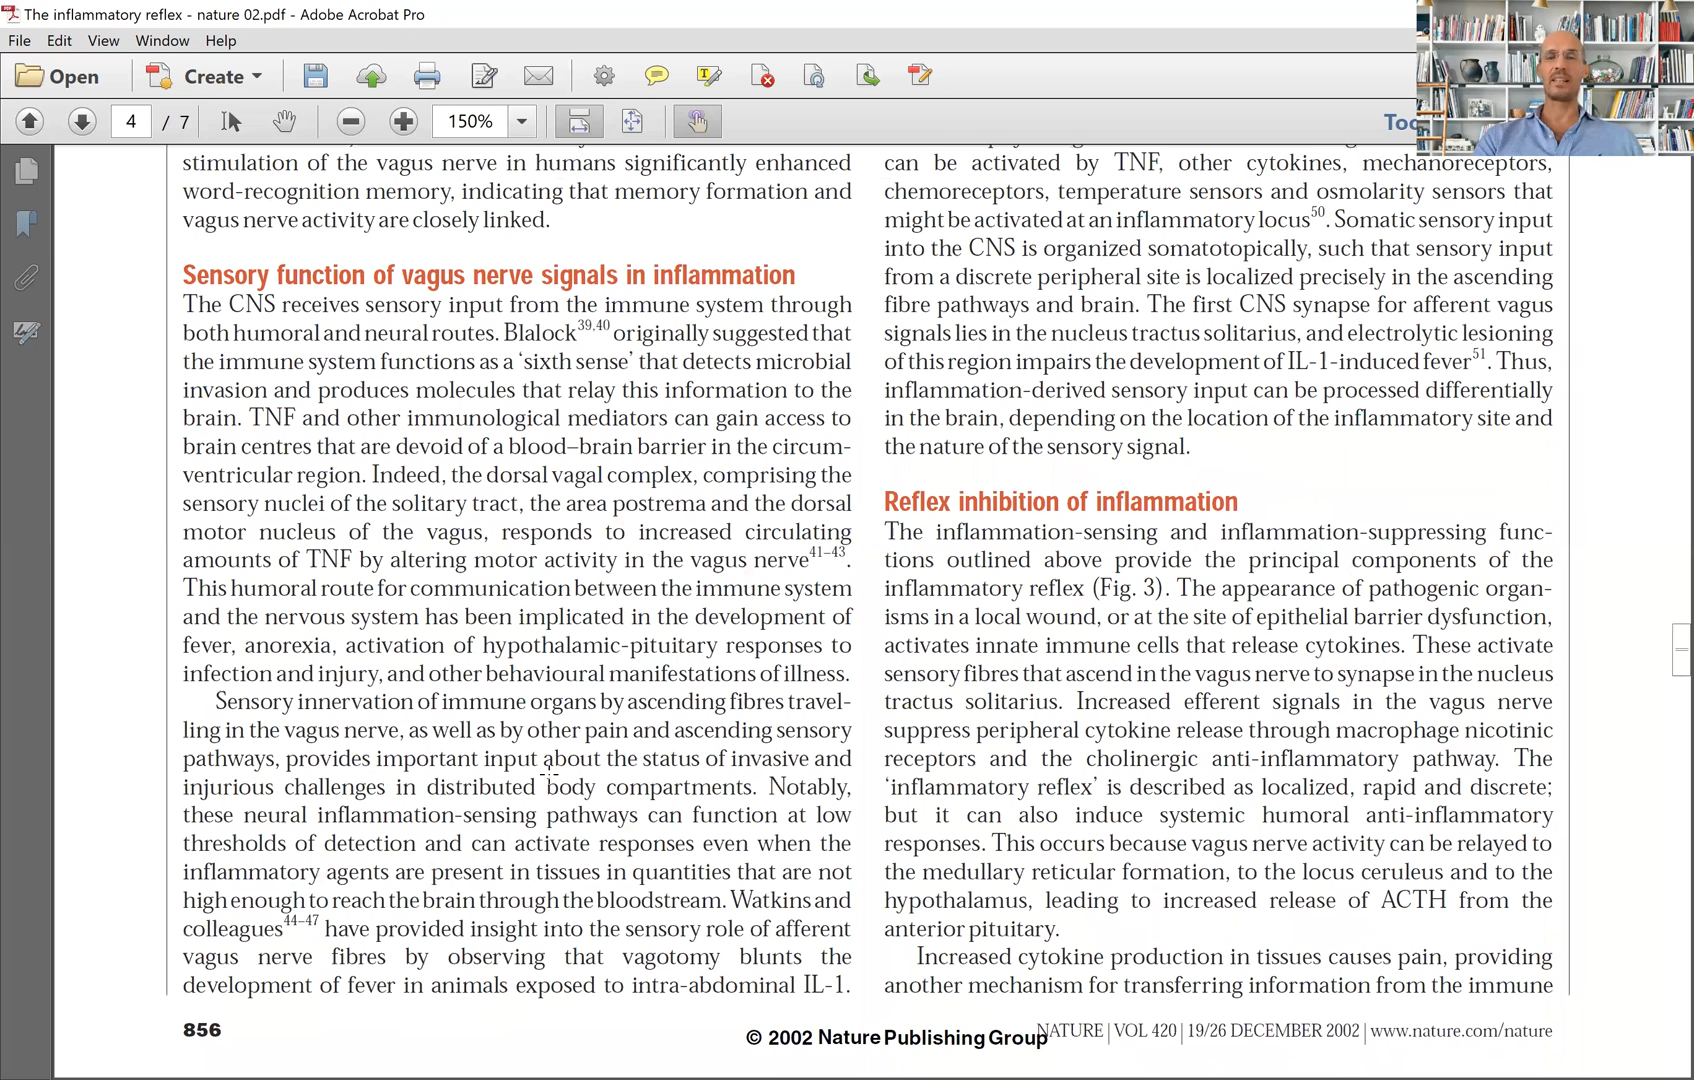 The inflammatory reflex - nature 02.pdf - Adobe Acrobat Pro
File Edit View Window Help
Open Create
4 / 7 150%
stimulation of the vagus nerve in humans significantly enhanced
word-recognition memory, indicating that memory formation and
vagus nerve activity are closely linked.
Sensory function of vagus nerve signals in inflammation
The CNS receives sensory input from the immune system through
both humoral and neural routes. Blalock39,40 originally suggested that
the immune system functions as a ‘sixth sense’ that detects microbial
invasion and produces molecules that relay this information to the
brain. TNF and other immunological mediators can gain access to
brain centres that are devoid of a blood–brain barrier in the circum-
ventricular region. Indeed, the dorsal vagal complex, comprising the
sensory nuclei of the solitary tract, the area postrema and the dorsal
motor nucleus of the vagus, responds to increased circulating
amounts of TNF by altering motor activity in the vagus nerve41–43.
This humoral route for communication between the immune system
and the nervous system has been implicated in the development of
fever, anorexia, activation of hypothalamic-pituitary responses to
infection and injury, and other behavioural manifestations of illness.
Sensory innervation of immune organs by ascending fibres travel-
ling in the vagus nerve, as well as by other pain and ascending sensory
pathways, provides important input about the status of invasive and
injurious challenges in distributed body compartments. Notably,
these neural inflammation-sensing pathways can function at low
thresholds of detection and can activate responses even when the
inflammatory agents are present in tissues in quantities that are not
high enough to reach the brain through the bloodstream. Watkins and
colleagues44–47 have provided insight into the sensory role of afferent
vagus nerve fibres by observing that vagotomy blunts the
development of fever in animals exposed to intra-abdominal IL-1.
can be activated by TNF, other cytokines, mechanoreceptors,
chemoreceptors, temperature sensors and osmolarity sensors that
might be activated at an inflammatory locus50. Somatic sensory input
into the CNS is organized somatotopically, such that sensory input
from a discrete peripheral site is localized precisely in the ascending
fibre pathways and brain. The first CNS synapse for afferent vagus
signals lies in the nucleus tractus solitarius, and electrolytic lesioning
of this region impairs the development of IL-1-induced fever51. Thus,
inflammation-derived sensory input can be processed differentially
in the brain, depending on the location of the inflammatory site and
the nature of the sensory signal.
Reflex inhibition of inflammation
The inflammation-sensing and inflammation-suppressing func-
tions outlined above provide the principal components of the
inflammatory reflex (Fig. 3). The appearance of pathogenic organ-
isms in a local wound, or at the site of epithelial barrier dysfunction,
activates innate immune cells that release cytokines. These activate
sensory fibres that ascend in the vagus nerve to synapse in the nucleus
tractus solitarius. Increased efferent signals in the vagus nerve
suppress peripheral cytokine release through macrophage nicotinic
receptors and the cholinergic anti-inflammatory pathway. The
‘inflammatory reflex’ is described as localized, rapid and discrete;
but it can also induce systemic humoral anti-inflammatory
responses. This occurs because vagus nerve activity can be relayed to
the medullary reticular formation, to the locus ceruleus and to the
hypothalamus, leading to increased release of ACTH from the
anterior pituitary.
Increased cytokine production in tissues causes pain, providing
another mechanism for transferring information from the immune
856
© 2002 Nature Publishing Group
NATURE | VOL 420 | 19/26 DECEMBER 2002 | www.nature.com/nature